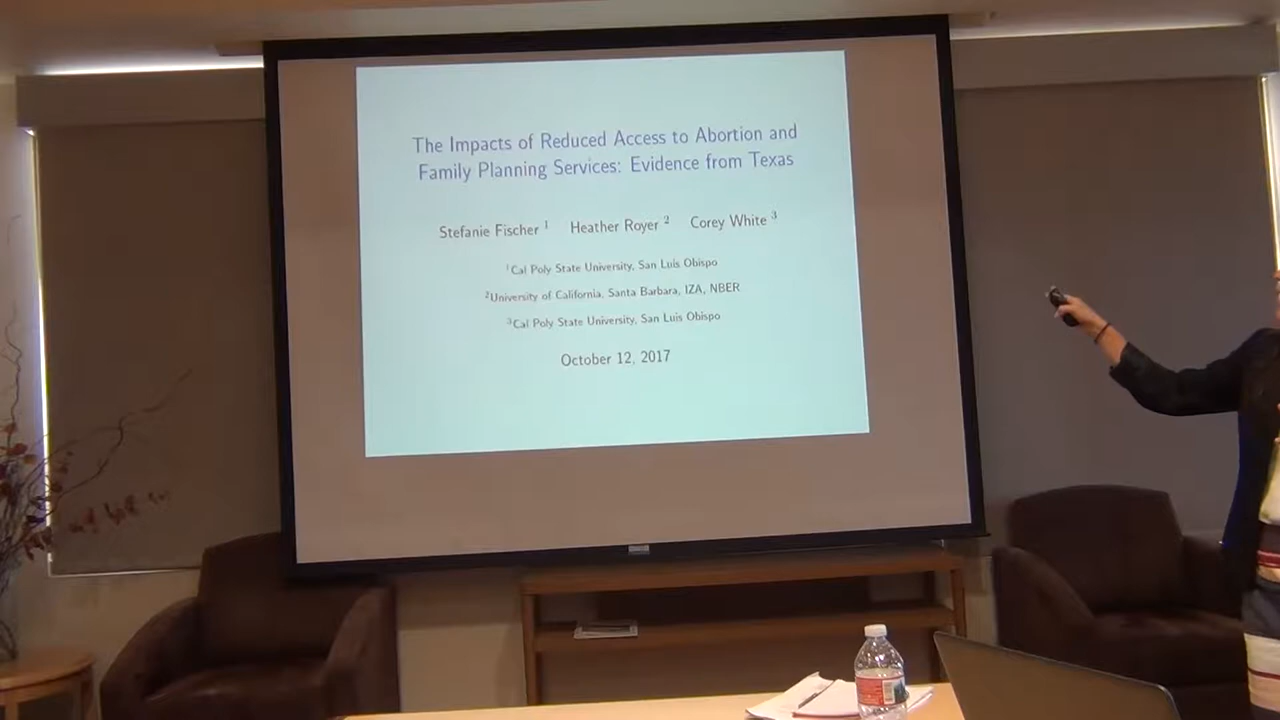 The Impacts of Reduced Access to Abortion and
Family Planning Services: Evidence from Texas
Stefanie Fischer ¹ Heather Royer ² Corey White ³
¹Cal Poly State University, San Luis Obispo
²University of California, Santa Barbara, IZA, NBER
³Cal Poly State University, San Luis Obispo
October 12, 2017